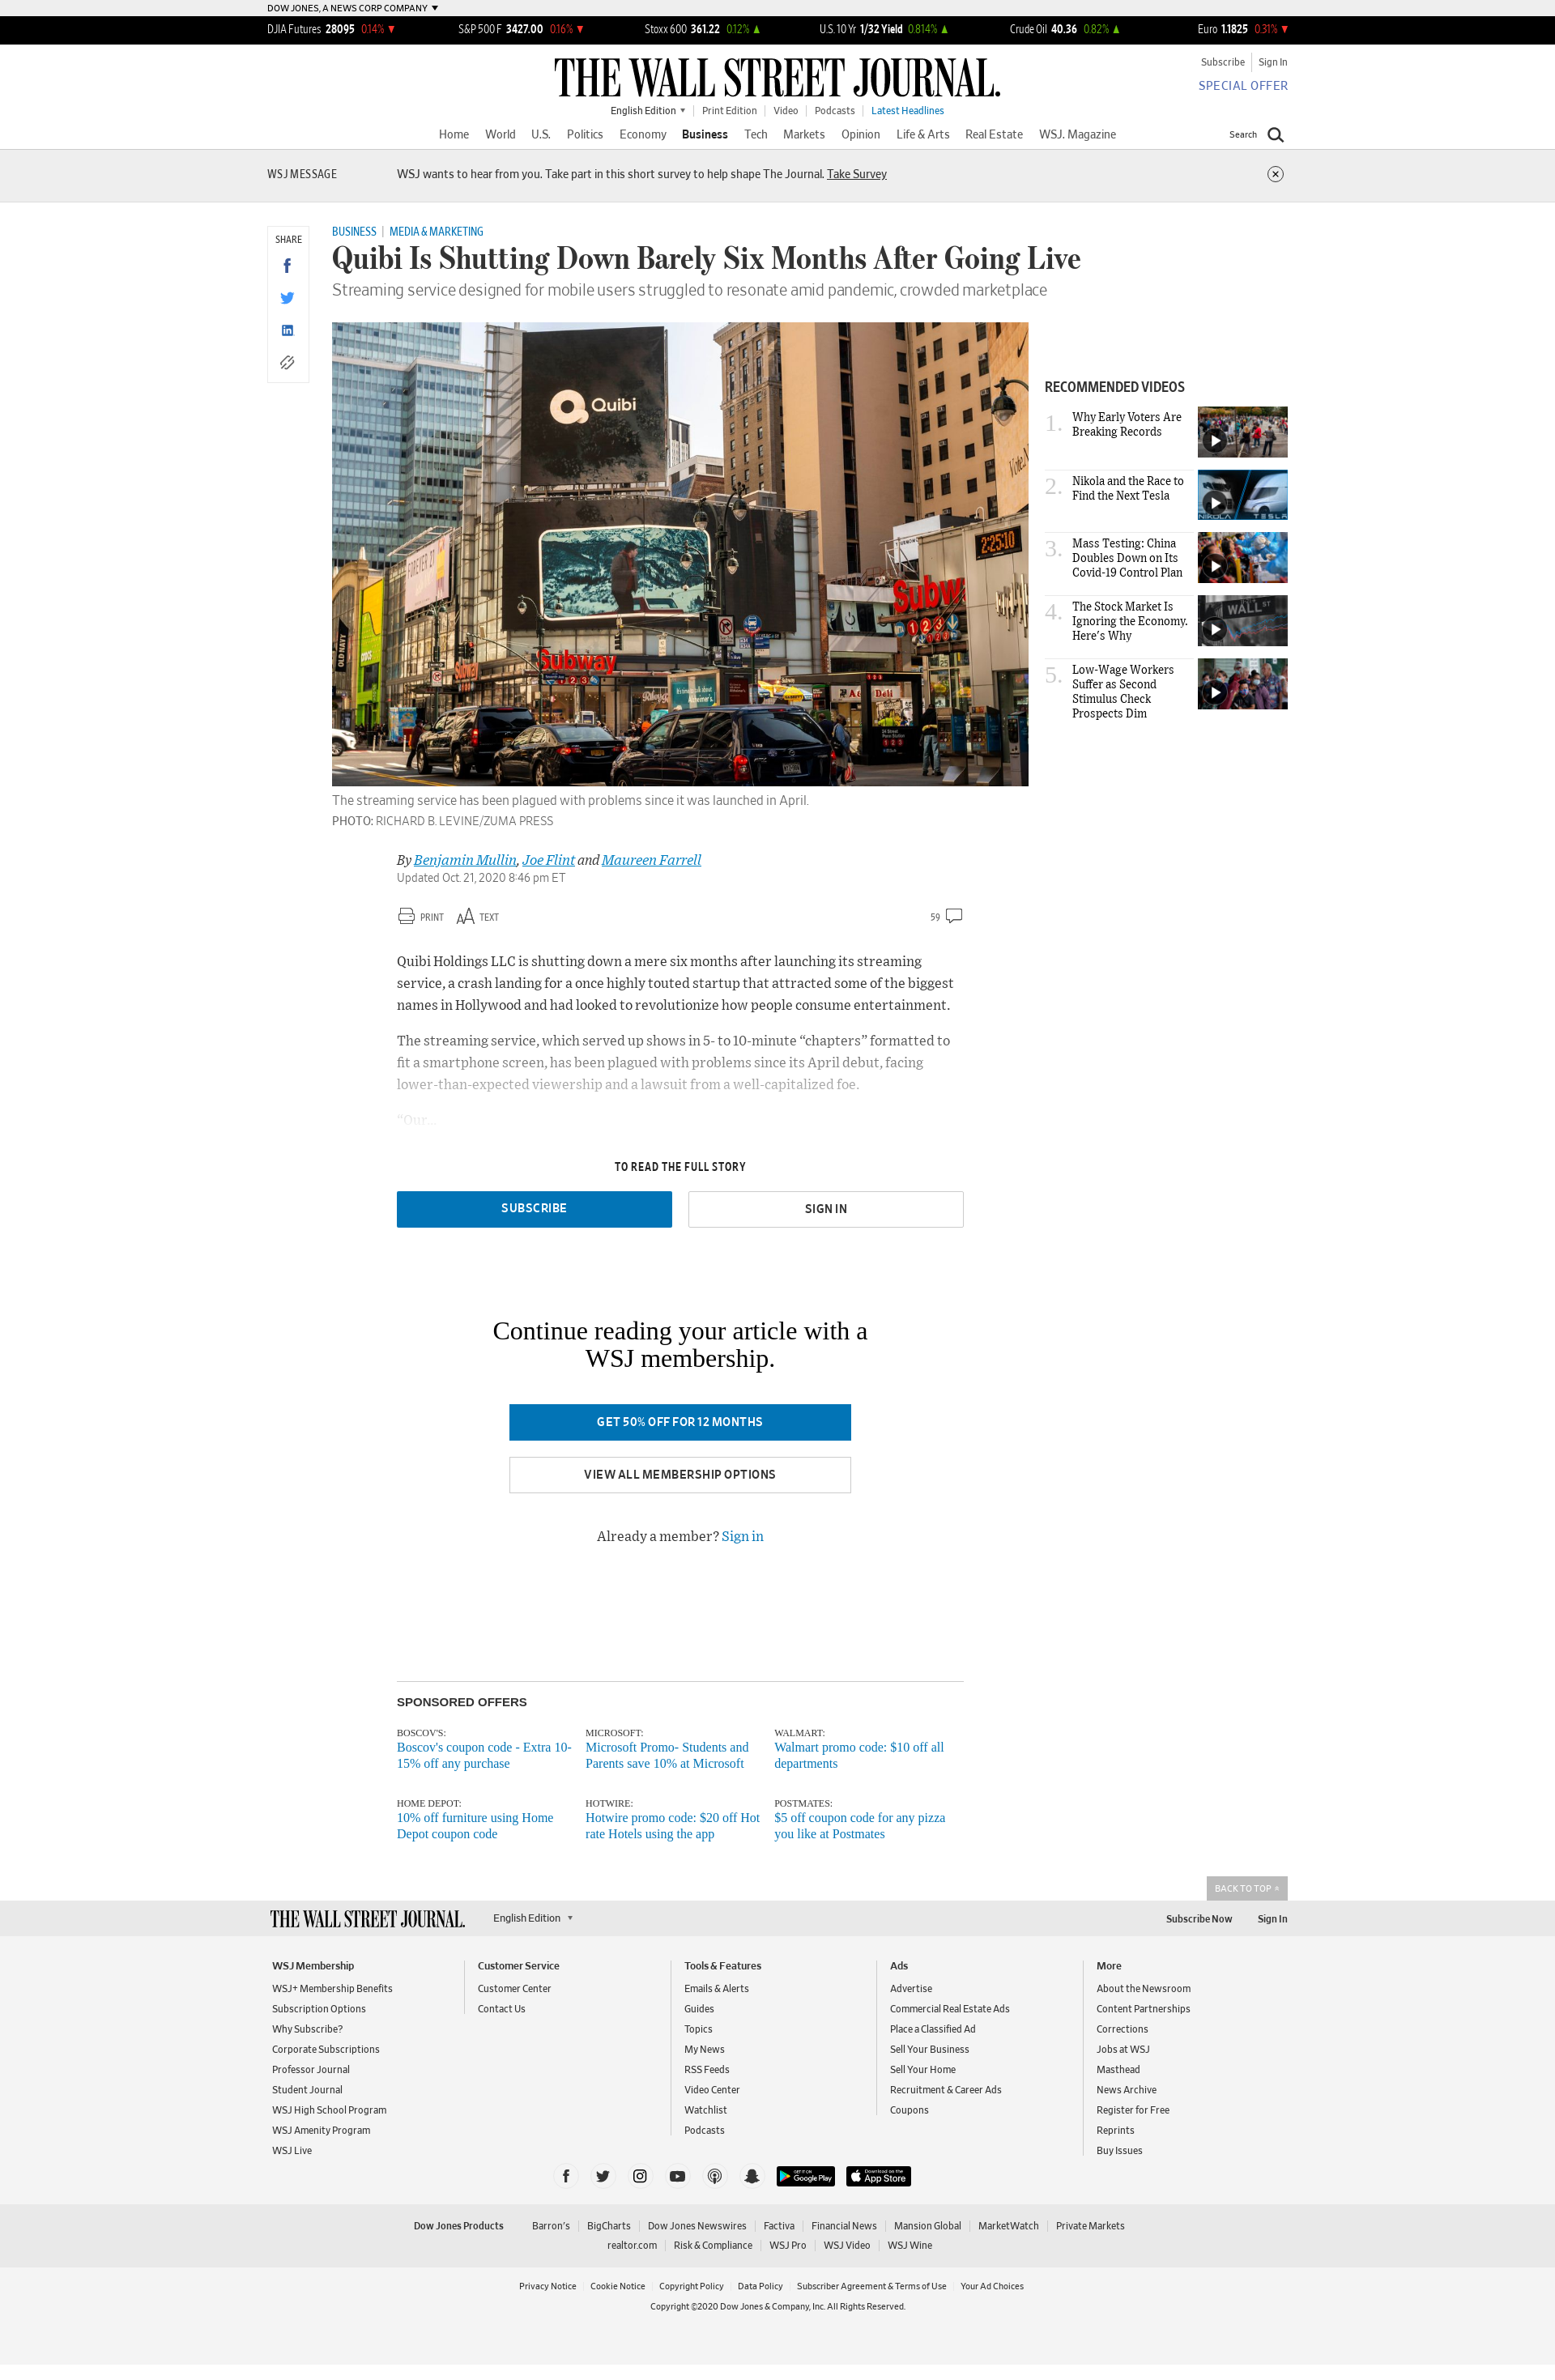 DOW JONES, A NEWS CORP COMPANY
DJIA Futures 28095 0.14%
S&P 500 F 3427.00 0.16%
Stoxx 600 361.22 0.12%
U.S. 10 Yr 1/32 Yield 0.814%
Crude Oil 40.36 0.82%
Euro 1.1825 0.31%
THE WALL STREET JOURNAL.
Subscribe Sign In
SPECIAL OFFER
English Edition Print Edition Video Podcasts Latest Headlines
Home World U.S. Politics Economy Business Tech Markets Opinion Life & Arts Real Estate WSJ. Magazine Search
WSJ MESSAGE WSJ wants to hear from you. Take part in this short survey to help shape The Journal. Take Survey
SHARE
BUSINESS | MEDIA & MARKETING
Quibi Is Shutting Down Barely Six Months After Going Live
Streaming service designed for mobile users struggled to resonate amid pandemic, crowded marketplace
Quibi
FOREVER 21
OLD NAVY
2:25:10
Subway
Subw
1 2 3
Deli
The streaming service has been plagued with problems since it was launched in April.
PHOTO: RICHARD B. LEVINE/ZUMA PRESS
RECOMMENDED VIDEOS
1. Why Early Voters Are
Breaking Records
2. Nikola and the Race to
Find the Next Tesla
NIKOLA TESLA
3. Mass Testing: China
Doubles Down on Its
Covid-19 Control Plan
4. The Stock Market Is
Ignoring the Economy.
Here's Why
WALL ST
5. Low-Wage Workers
Suffer as Second
Stimulus Check
Prospects Dim
By Benjamin Mullin, Joe Flint and Maureen Farrell
Updated Oct. 21, 2020 8:46 pm ET
PRINT TEXT 59
Quibi Holdings LLC is shutting down a mere six months after launching its streaming
service, a crash landing for a once highly touted startup that attracted some of the biggest
names in Hollywood and had looked to revolutionize how people consume entertainment.
The streaming service, which served up shows in 5- to 10-minute “chapters” formatted to
fit a smartphone screen, has been plagued with problems since its April debut, facing
lower-than-expected viewership and a lawsuit from a well-capitalized foe.
“Our...
TO READ THE FULL STORY
SUBSCRIBE SIGN IN
Continue reading your article with a
WSJ membership.
GET 50% OFF FOR 12 MONTHS
VIEW ALL MEMBERSHIP OPTIONS
Already a member? Sign in
SPONSORED OFFERS
BOSCOV'S:
Boscov's coupon code - Extra 10-
15% off any purchase
MICROSOFT:
Microsoft Promo- Students and
Parents save 10% at Microsoft
WALMART:
Walmart promo code: $10 off all
departments
HOME DEPOT:
10% off furniture using Home
Depot coupon code
HOTWIRE:
Hotwire promo code: $20 off Hot
rate Hotels using the app
POSTMATES:
$5 off coupon code for any pizza
you like at Postmates
BACK TO TOP
THE WALL STREET JOURNAL. English Edition Subscribe Now Sign In
WSJ Membership
WSJ+ Membership Benefits
Subscription Options
Why Subscribe?
Corporate Subscriptions
Professor Journal
Student Journal
WSJ High School Program
WSJ Amenity Program
WSJ Live
Customer Service
Customer Center
Contact Us
Tools & Features
Emails & Alerts
Guides
Topics
My News
RSS Feeds
Video Center
Watchlist
Podcasts
Ads
Advertise
Commercial Real Estate Ads
Place a Classified Ad
Sell Your Business
Sell Your Home
Recruitment & Career Ads
Coupons
More
About the Newsroom
Content Partnerships
Corrections
Jobs at WSJ
Masthead
News Archive
Register for Free
Reprints
Buy Issues
GET IT ON
Google Play
Download on the
App Store
Dow Jones Products Barron's BigCharts Dow Jones Newswires Factiva Financial News Mansion Global MarketWatch Private Markets
realtor.com Risk & Compliance WSJ Pro WSJ Video WSJ Wine
Privacy Notice Cookie Notice Copyright Policy Data Policy Subscriber Agreement & Terms of Use Your Ad Choices
Copyright ©2020 Dow Jones & Company, Inc. All Rights Reserved.